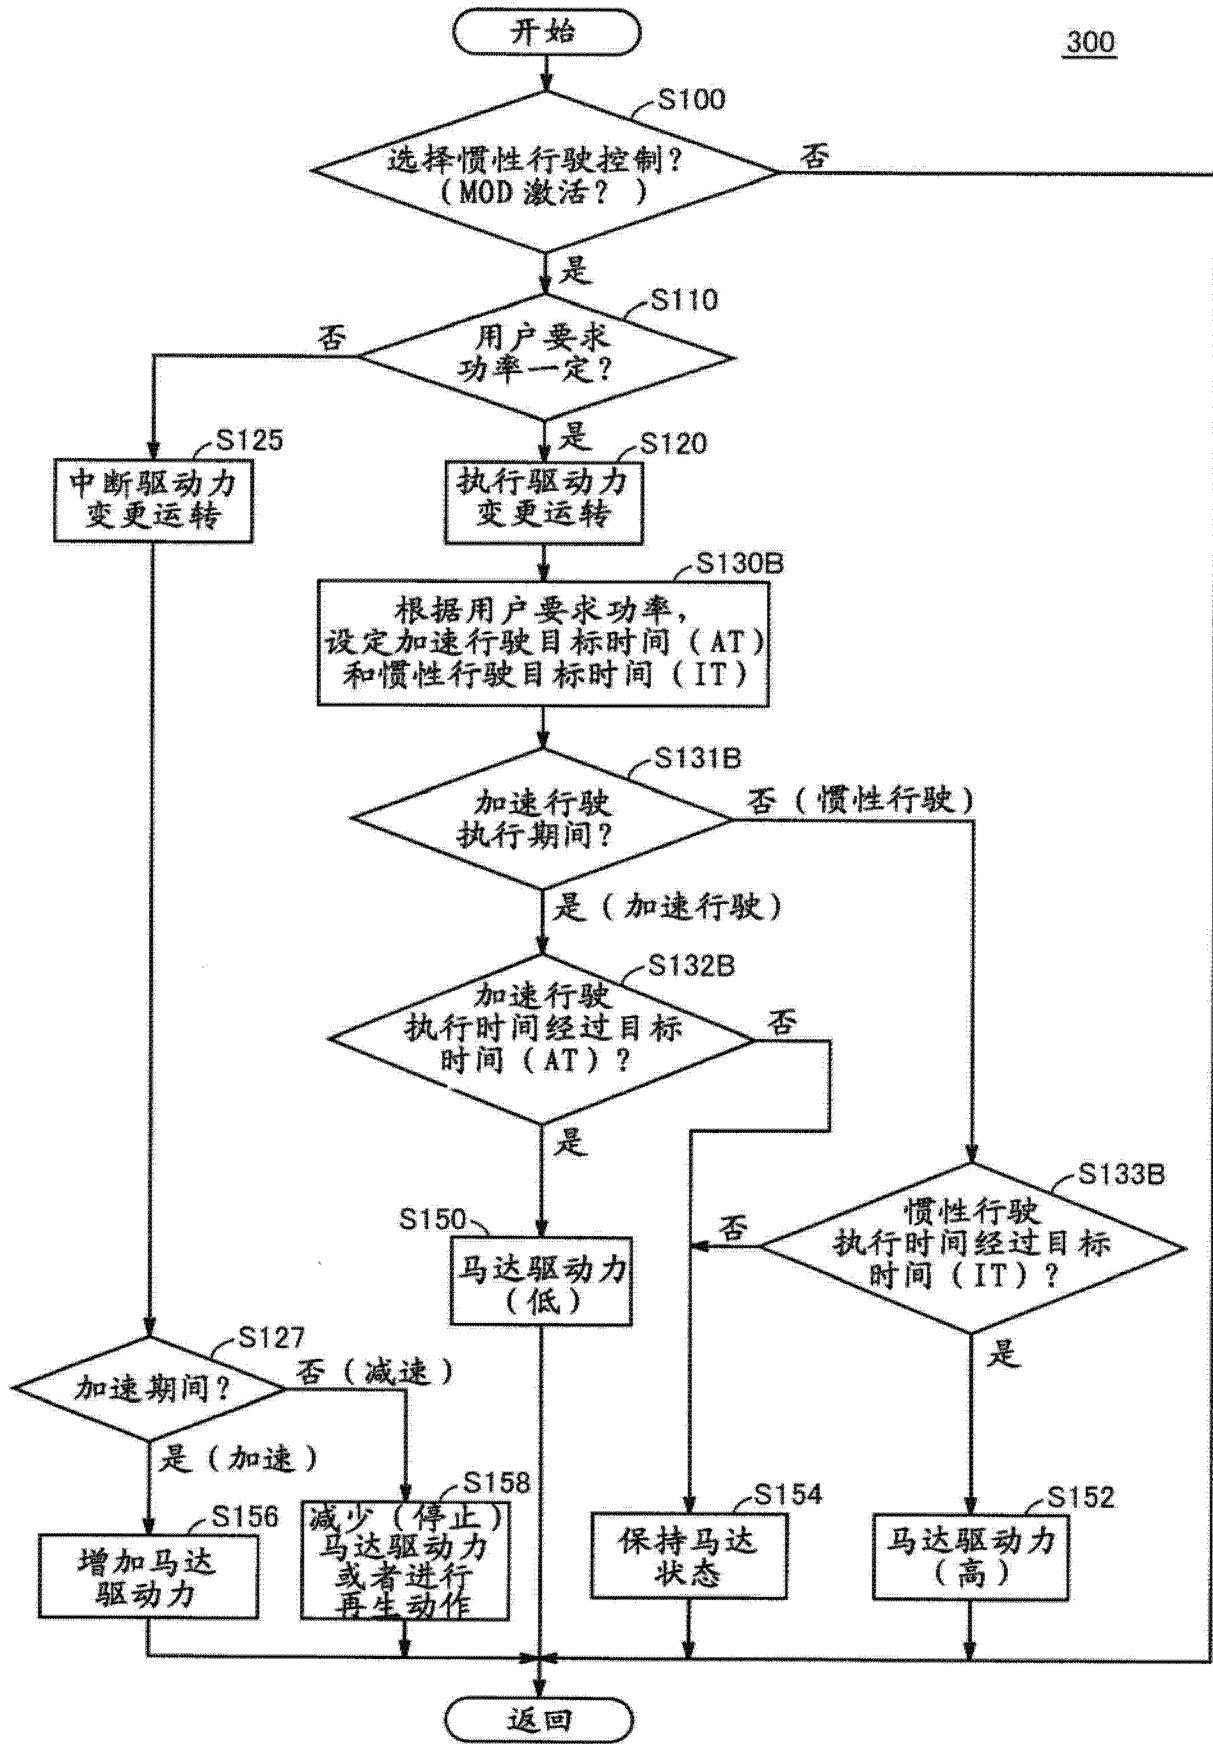 开始
300
S100
选择惯性行驶控制？
（MOD 激活？ ）
否
是
S110
用户要求
功率一定？
否
是
S125
中断驱动力
变更运转
S120
执行驱动力
变更运转
S130B
根据用户要求功率，
设定加速行驶目标时间（AT）
和惯性行驶目标时间（IT）
S131B
加速行驶
执行期间？
否（惯性行驶）
是（加速行驶）
S132B
加速行驶
执行时间经过目标
时间（AT）？
否
是
S133B
惯性行驶
执行时间经过目标
时间（IT）？
否
是
S150
马达驱动力
（低）
S127
加速期间？
否（减速）
是（加速）
S156
增加马达
驱动力
S158
减少（停止）
马达驱动力
或者进行
再生动作
S154
保持马达
状态
S152
马达驱动力
（高）
返回